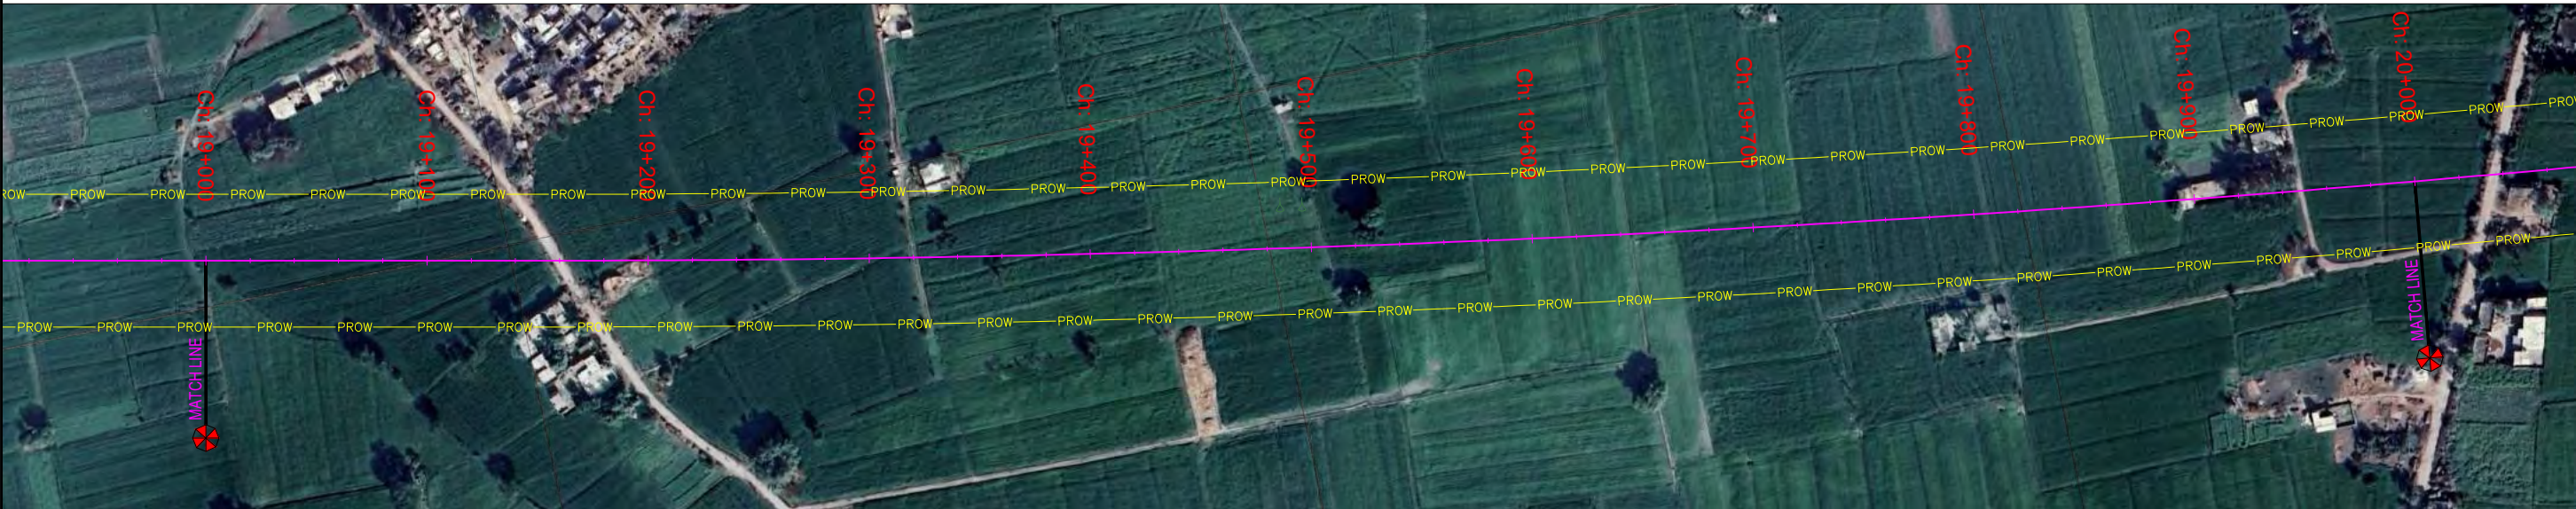 Ch: 19+000
Ch: 19+100
Ch: 19+200
Ch: 19+300
Ch: 19+400
Ch: 19+500
Ch: 19+600
Ch: 19+700
Ch: 19+800
Ch: 19+900
Ch: 20+000
ROW PROW PROW PROW PROW PROW PROW PROW PROW PROW PROW PROW PROW PROW PROW PROW PROW PROW PROW PROW PROW PROW PROW PROW PROW PROW PROW PROW PROW PROW PROW PROW PRO
PROW PROW PROW PROW PROW PROW PROW PROW PROW PROW PROW PROW PROW PROW PROW PROW PROW PROW PROW PROW PROW PROW PROW PROW PROW PROW PROW PROW PROW PROW PROW PROW
MATCH LINE
MATCH LINE